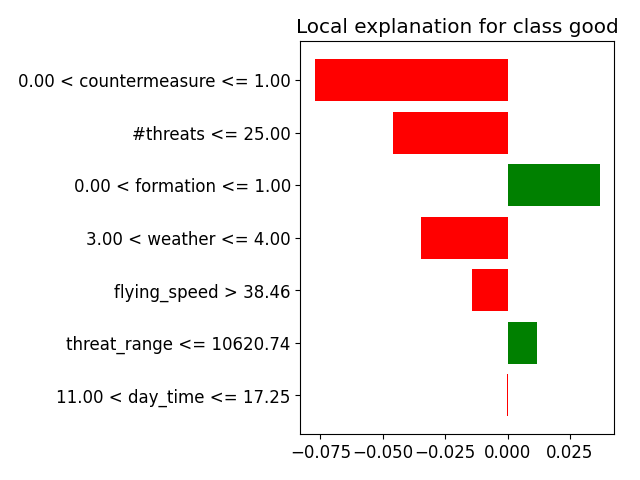 Local explanation for class good
0.00 < countermeasure <= 1.00
#threats <= 25.00
0.00 < formation <= 1.00
3.00 < weather <= 4.00
flying_speed > 38.46
threat_range <= 10620.74
11.00 < day_time <= 17.25
−0.075 −0.050 −0.025 0.000 0.025